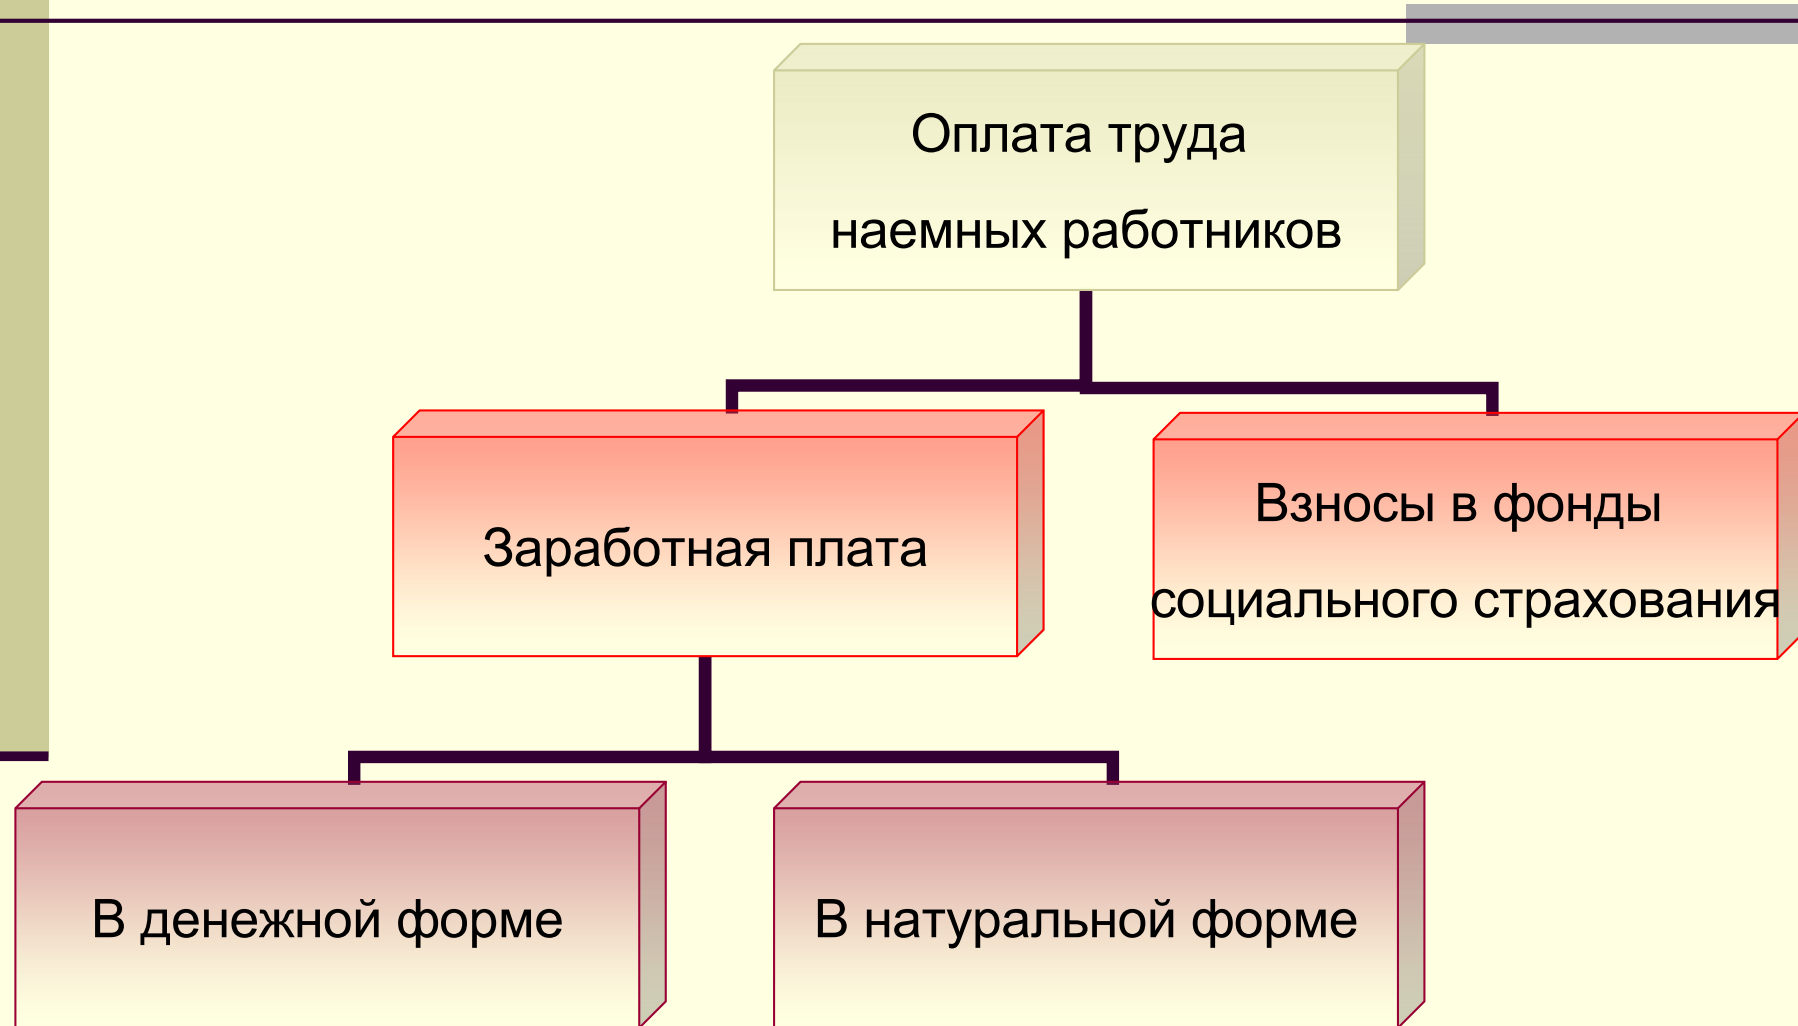 Оплата труда
наемных работников
Заработная плата
Взносы в фонды
социального страхования
В денежной форме
В натуральной форме